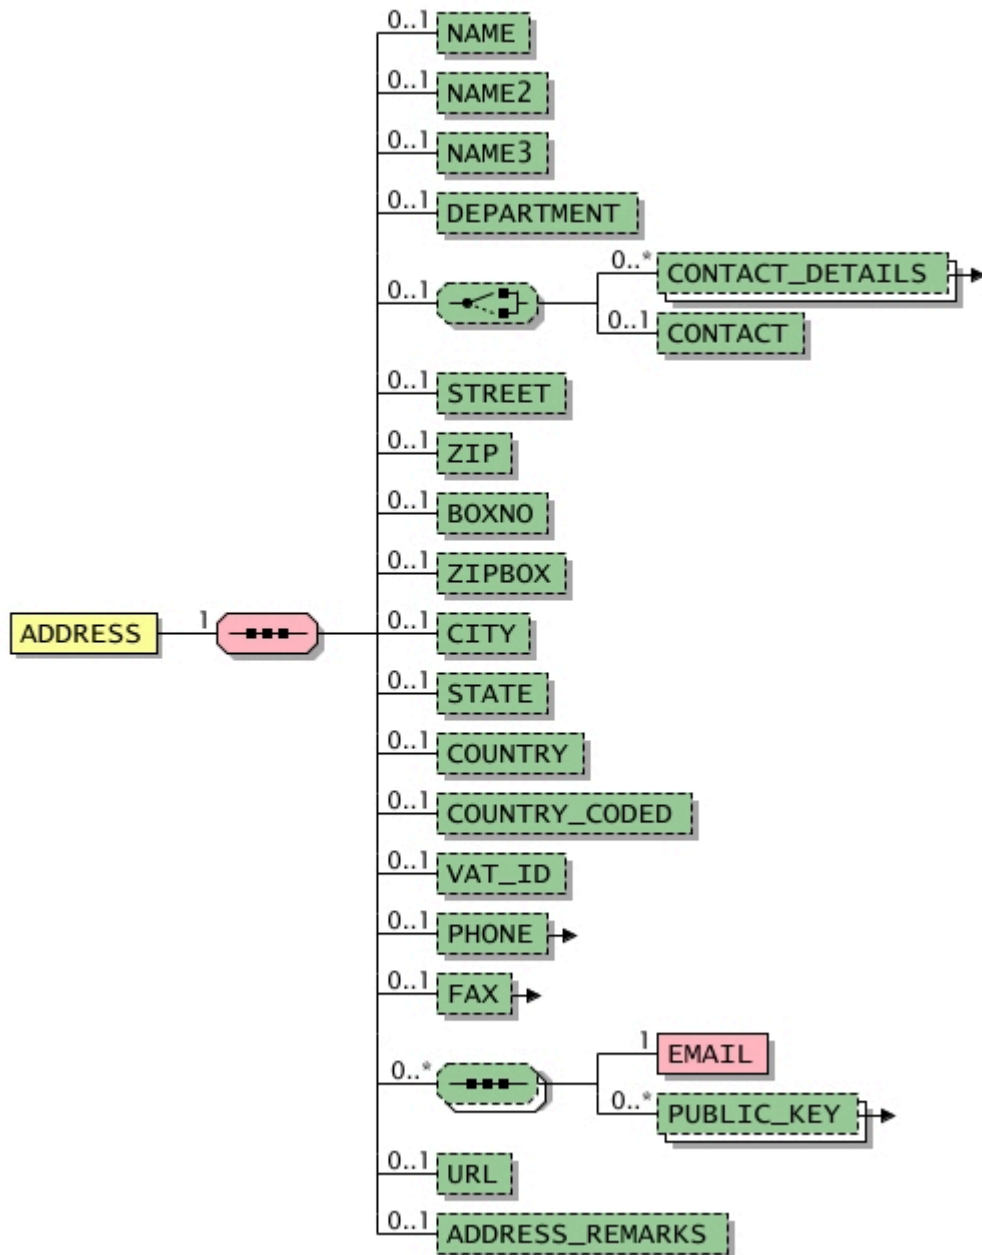 0..1 NAME
0..1 NAME2
0..1 NAME3
0..1 DEPARTMENT
0..* CONTACT_DETAILS
0..1
0..1 CONTACT
0..1 STREET
0..1 ZIP
0..1 BOXNO
0..1 ZIPBOX
ADDRESS 1 0..1 CITY
0..1 STATE
0..1 COUNTRY
0..1 COUNTRY_CODED
0..1 VAT_ID
0..1 PHONE
0..1 FAX
1 EMAIL
0..*
0..* PUBLIC_KEY
0..1 URL
0..1 ADDRESS_REMARKS